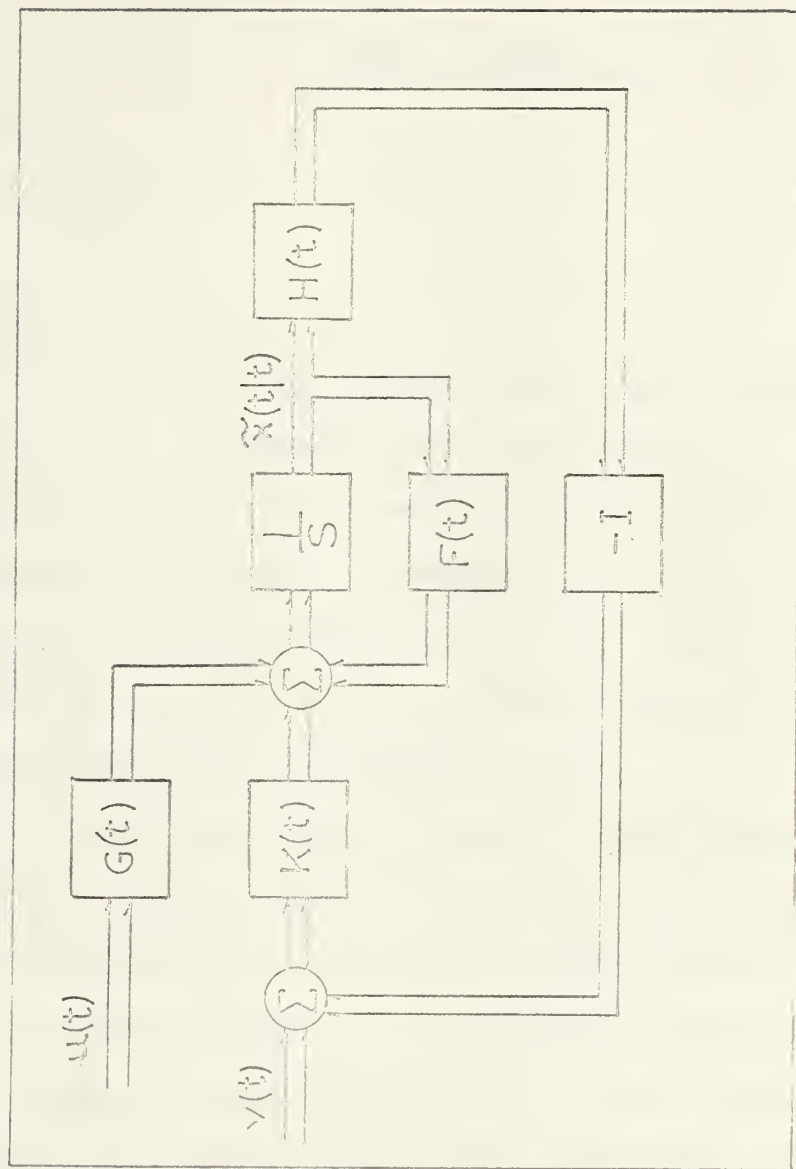 u(t)
G(t)
y(t)
Σ
K(t)
Σ
1/S
x̃(t|t)
H(t)
F(t)
-I